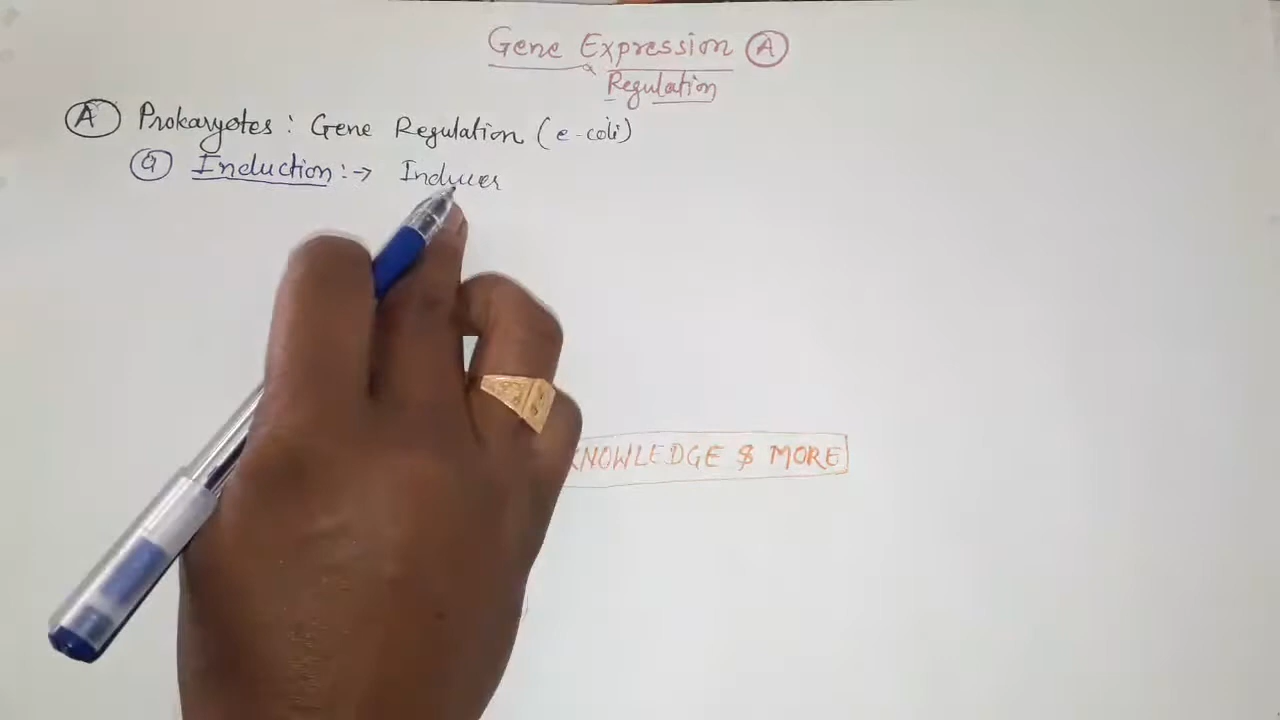 Gene Expression A
Regulation
A Prokaryotes : Gene Regulation (e-coli)
a Induction :→ Inducer
KNOWLEDGE & MORE